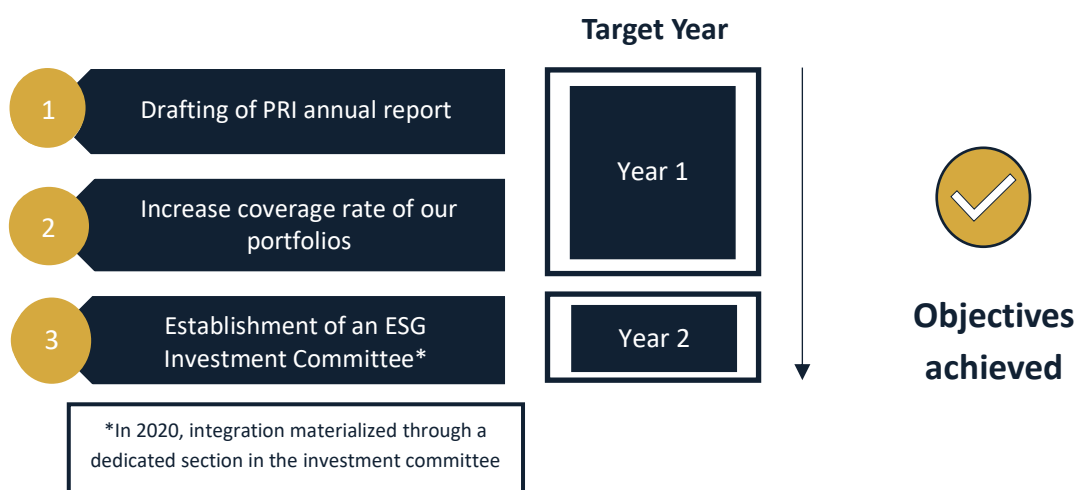 Target Year
1
Drafting of PRI annual report
Year 1
2
Increase coverage rate of our
portfolios
3
Establishment of an ESG
Investment Committee*
Year 2
Objectives
achieved
*In 2020, integration materialized through a
dedicated section in the investment committee